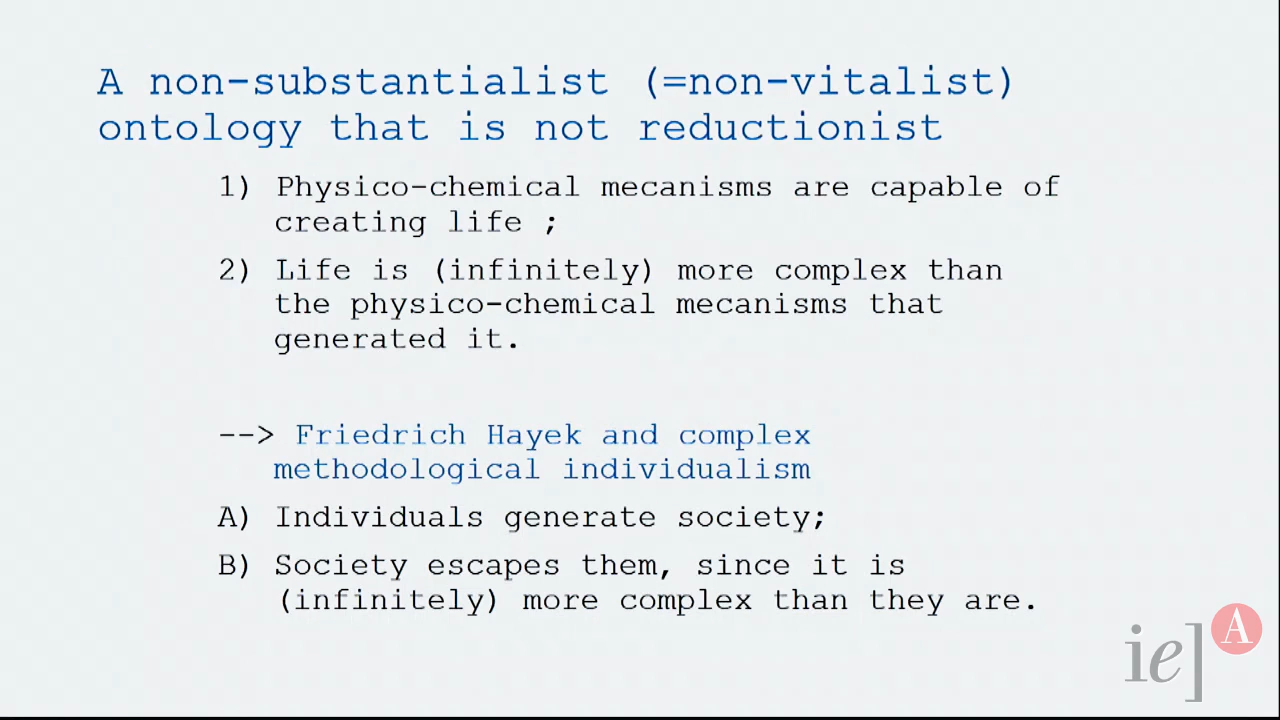 A non-substantialist (=non-vitalist)
ontology that is not reductionist
1) Physico-chemical mecanisms are capable of
creating life ;
2) Life is (infinitely) more complex than
the physico-chemical mecanisms that
generated it.
--> Friedrich Hayek and complex
methodological individualism
A) Individuals generate society;
B) Society escapes them, since it is
(infinitely) more complex than they are.
ie] A